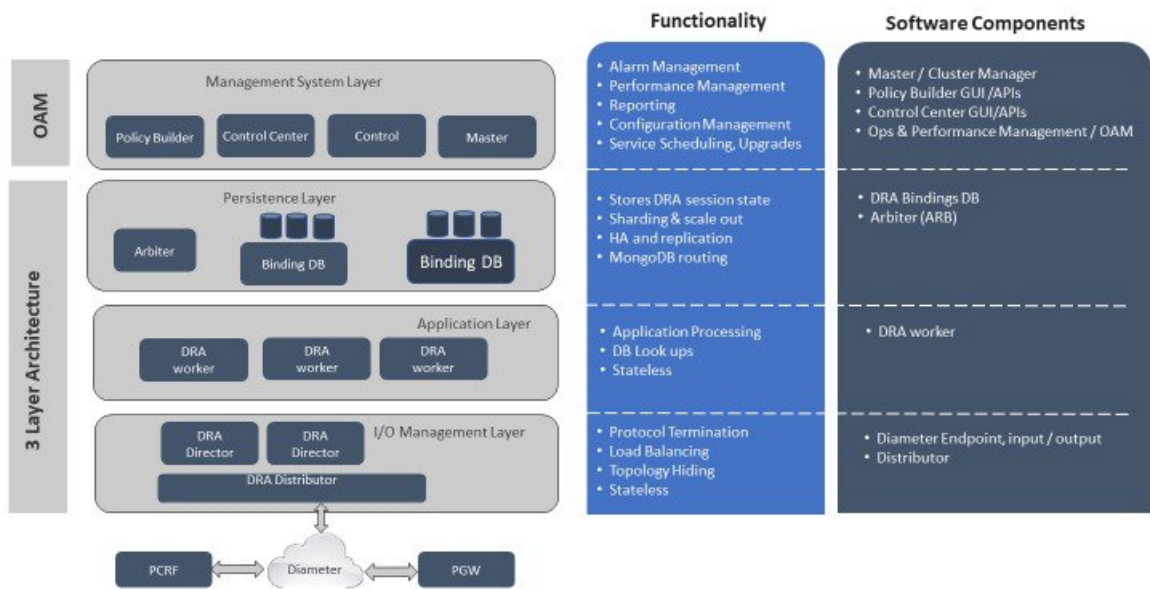 Functionality
Software Components
OAM
Management System Layer
Policy Builder
Control Center
Control
Master
• Alarm Management
• Performance Management
• Reporting
• Configuration Management
• Service Scheduling, Upgrades
• Master / Cluster Manager
• Policy Builder GUI /APIs
• Control Center GUI/APIs
• Ops & Performance Management / OAM
3 Layer Architecture
Persistence Layer
Arbiter
Binding DB
Binding DB
• Stores DRA session state
• Sharding & scale out
• HA and replication
• MongoDB routing
• DRA Bindings DB
• Arbiter (ARB)
Application Layer
DRA
worker
DRA
worker
DRA
worker
• Application Processing
• DB Look ups
• Stateless
• DRA worker
I/O Management Layer
DRA
Director
DRA
Director
DRA Distributor
• Protocol Termination
• Load Balancing
• Topology Hiding
• Stateless
• Diameter Endpoint, input / output
• Distributor
PCRF
Diameter
PGW